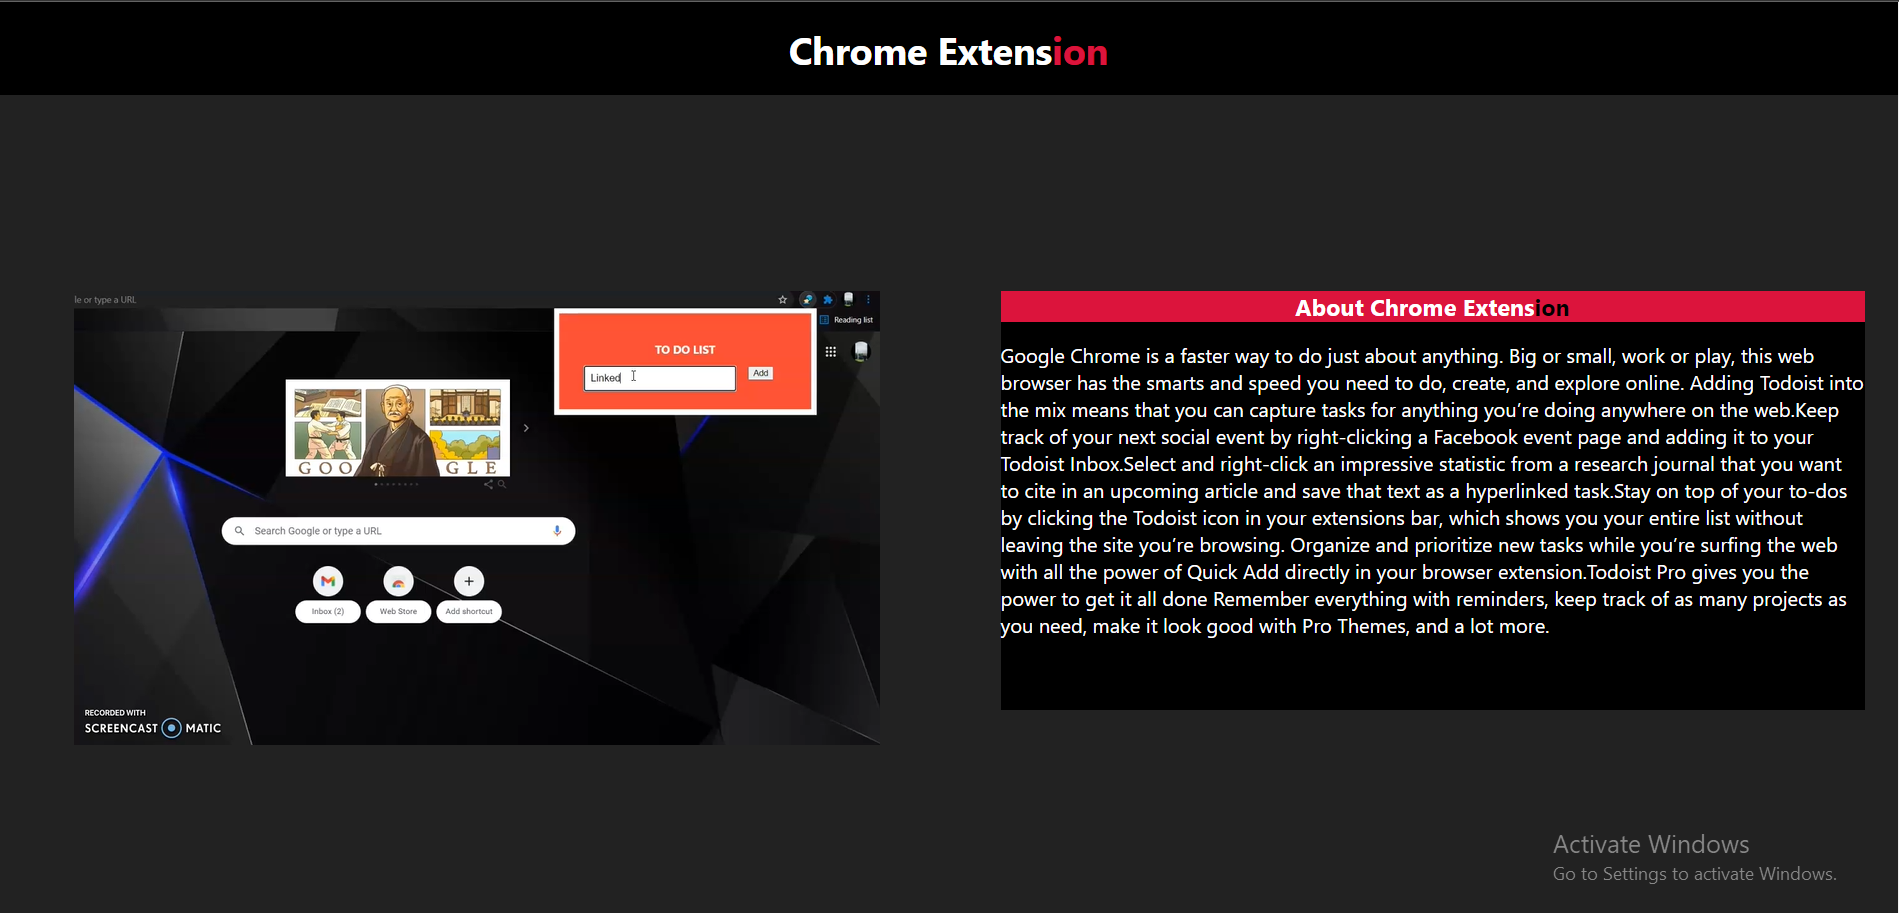 Chrome Extension
le or type a URL
Reading list
TO DO LIST
Linked
Add
GOO GLE
Search Google or type a URL
Inbox (2)
Web Store
Add shortcut
RECORDED WITH
SCREENCAST MATIC
About Chrome Extension
Google Chrome is a faster way to do just about anything. Big or small, work or play, this web
browser has the smarts and speed you need to do, create, and explore online. Adding Todoist into
the mix means that you can capture tasks for anything you’re doing anywhere on the web.Keep
track of your next social event by right-clicking a Facebook event page and adding it to your
Todoist Inbox.Select and right-click an impressive statistic from a research journal that you want
to cite in an upcoming article and save that text as a hyperlinked task.Stay on top of your to-dos
by clicking the Todoist icon in your extensions bar, which shows you your entire list without
leaving the site you’re browsing. Organize and prioritize new tasks while you’re surfing the web
with all the power of Quick Add directly in your browser extension.Todoist Pro gives you the
power to get it all done Remember everything with reminders, keep track of as many projects as
you need, make it look good with Pro Themes, and a lot more.
Activate Windows
Go to Settings to activate Windows.